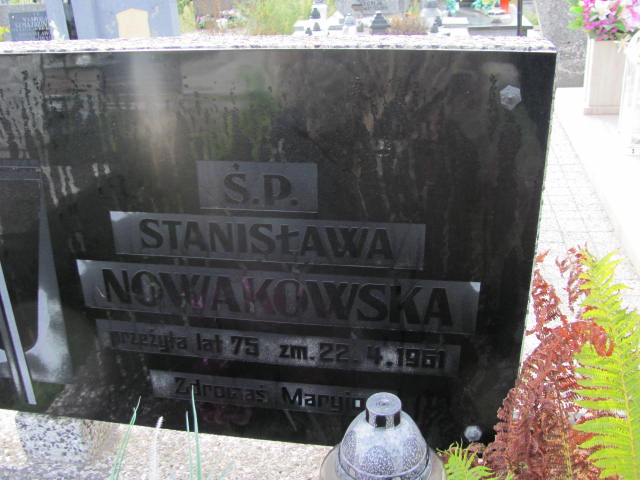 Ś.P.
STANISŁAWA
NOWAKOWSKA
przeżyła lat 75 zm. 22.4.1961
Zdrowaś Maryjo